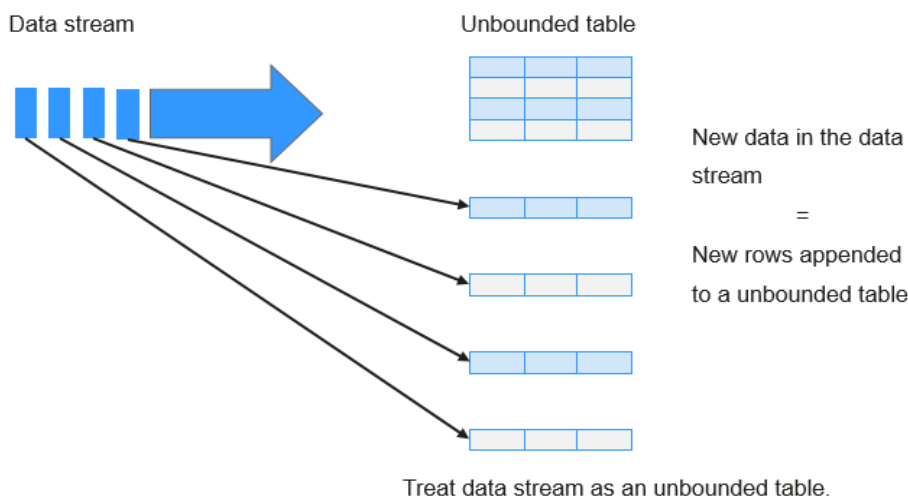 Data stream
Unbounded table
New data in the data
stream
=
New rows appended
to a unbounded table
Treat data stream as an unbounded table.